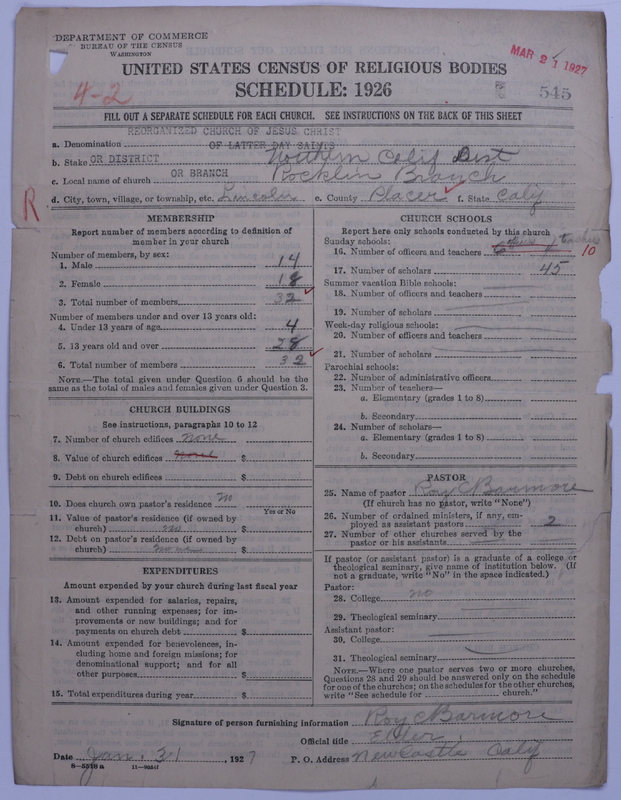 DEPARTMENT OF COMMERCE
BUREAU OF THE CENSUS
WASHINGTON
MAR 21 1927
UNITED STATES CENSUS OF RELIGIOUS BODIES
4-2
SCHEDULE: 1926
545
FILL OUT A SEPARATE SCHEDULE FOR EACH CHURCH. SEE INSTRUCTIONS ON THE BACK OF THIS SHEET
REORGANIZED CHURCH OF JESUS CHRIST
a. Denomination OF LATTER DAY SAINTS
b. Stake OR DISTRICT Northern Calif Dist
c. Local name of church OR BRANCH Rocklin Branch
R
d. City, town, village, or township, etc. Lincoln e. County Placer f. State Calif
MEMBERSHIP
Report number of members according to definition of
member in your church
Number of members, by sex:
1. Male 14
2. Female 18
3. Total number of members 32
Number of members under and over 13 years old:
4. Under 13 years of age 4
5. 13 years old and over 28
6. Total number of members 32
NOTE.—The total given under Question 6 should be the
same as the total of males and females given under Question 3.
CHURCH BUILDINGS
See instructions, paragraphs 10 to 12
7. Number of church edifices none
8. Value of church edifices none $
9. Debt on church edifices $
10. Does church own pastor's residence no
Yes or No
11. Value of pastor's residence (if owned by
church) no $
12. Debt on pastor's residence (if owned by
church) none $
EXPENDITURES
Amount expended by your church during last fiscal year
13. Amount expended for salaries, repairs,
and other running expenses; for im-
provements or new buildings; and for
payments on church debt $
14. Amount expended for benevolences, in-
cluding home and foreign missions; for
denominational support; and for all
other purposes $
15. Total expenditures during year $
CHURCH SCHOOLS
Report here only schools conducted by this church
Sunday schools:
16. Number of officers and teachers 6 officers teachers 10
17. Number of scholars 45
Summer vacation Bible schools:
18. Number of officers and teachers
19. Number of scholars
Week-day religious schools:
20. Number of officers and teachers
21. Number of scholars
Parochial schools:
22. Number of administrative officers
23. Number of teachers—
a. Elementary (grades 1 to 8)
b. Secondary
24. Number of scholars—
a. Elementary (grades 1 to 8)
b. Secondary
PASTOR
25. Name of pastor Roy C Barmore
(If church has no pastor, write "None")
26. Number of ordained ministers, if any, em-
ployed as assistant pastors 2
27. Number of other churches served by the
pastor or his assistants
If pastor (or assistant pastor) is a graduate of a college or
theological seminary, give name of institution below. (If
not a graduate, write "No" in the space indicated.)
Pastor:
28. College no
29. Theological seminary
Assistant pastor:
30. College
31. Theological seminary
NOTE.—Where one pastor serves two or more churches,
Questions 28 and 29 should be answered only on the schedule
for one of the churches; on the schedules for the other churches,
write "See schedule for church."
Signature of person furnishing information Roy C Barmore
Official title Elder
Date Jan. 31, 1927 P. O. Address Newcastle Calif
8-5518a